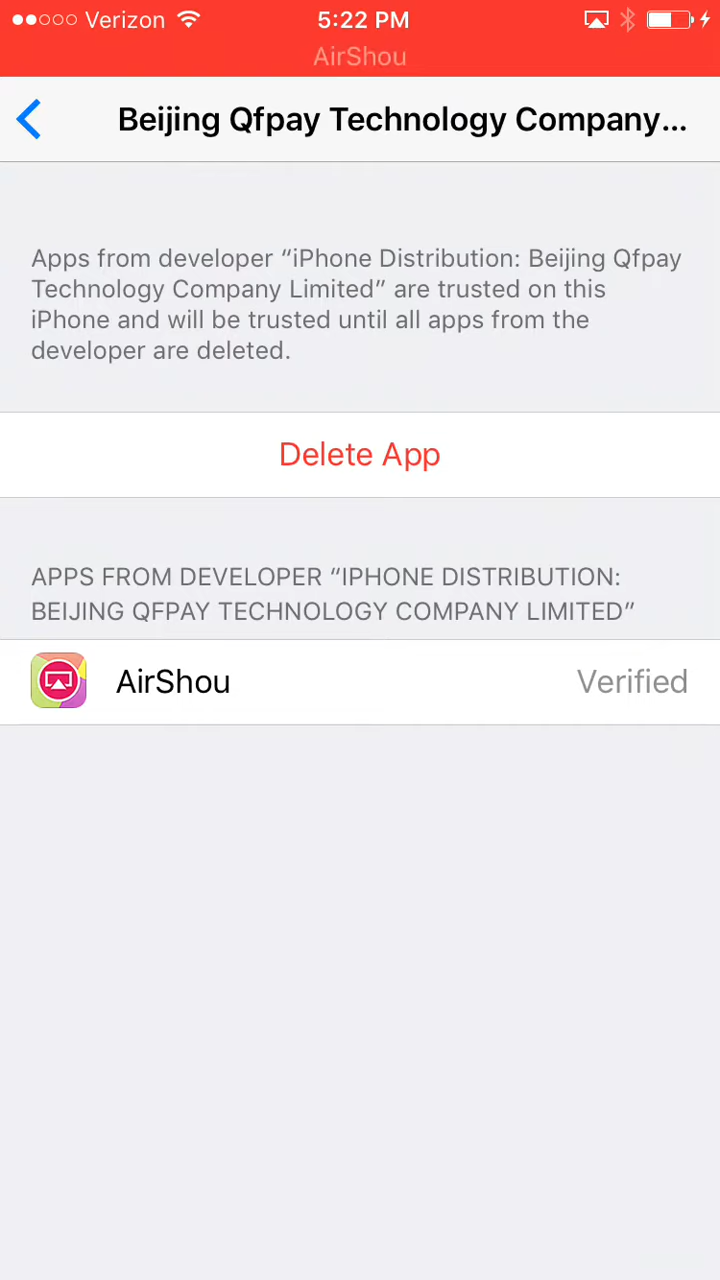 Verizon 5:22 PM
AirShou
Beijing Qfpay Technology Company...
Apps from developer “iPhone Distribution: Beijing Qfpay
Technology Company Limited” are trusted on this
iPhone and will be trusted until all apps from the
developer are deleted.
Delete App
APPS FROM DEVELOPER “IPHONE DISTRIBUTION:
BEIJING QFPAY TECHNOLOGY COMPANY LIMITED”
AirShou Verified